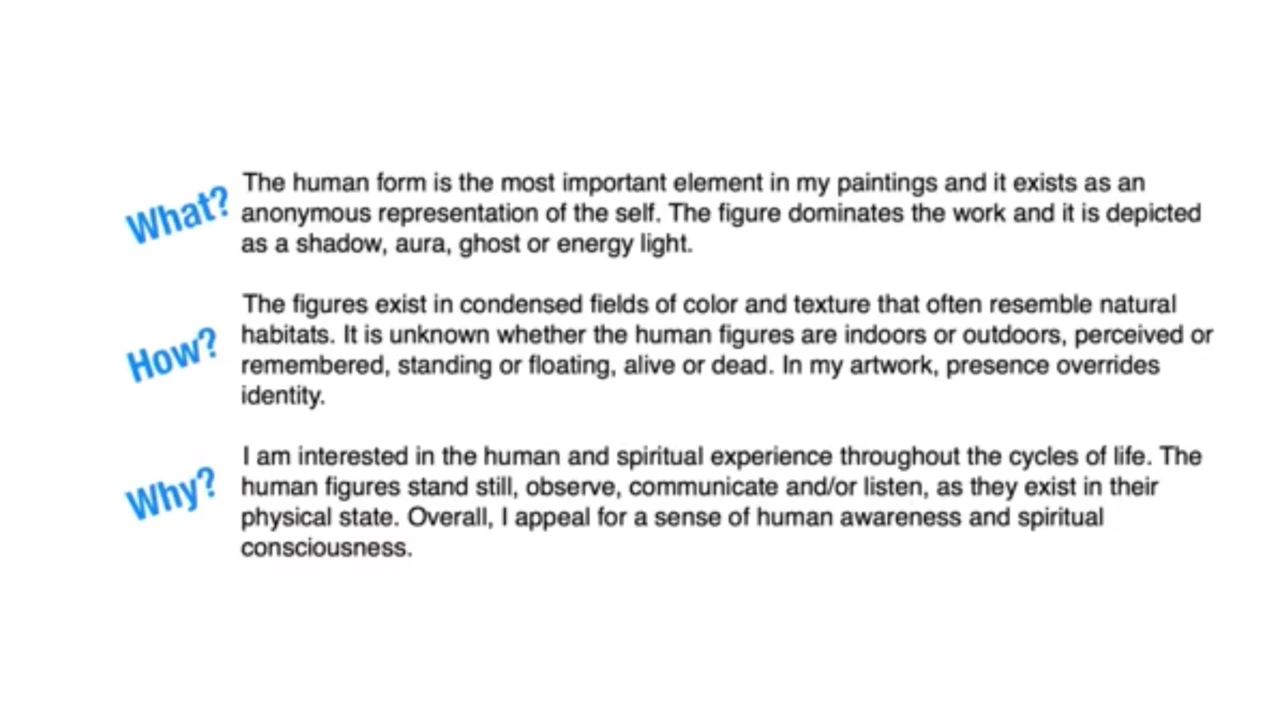 What?
The human form is the most important element in my paintings and it exists as an
anonymous representation of the self. The figure dominates the work and it is depicted
as a shadow, aura, ghost or energy light.
How?
The figures exist in condensed fields of color and texture that often resemble natural
habitats. It is unknown whether the human figures are indoors or outdoors, perceived or
remembered, standing or floating, alive or dead. In my artwork, presence overrides
identity.
Why?
I am interested in the human and spiritual experience throughout the cycles of life. The
human figures stand still, observe, communicate and/or listen, as they exist in their
physical state. Overall, I appeal for a sense of human awareness and spiritual
consciousness.